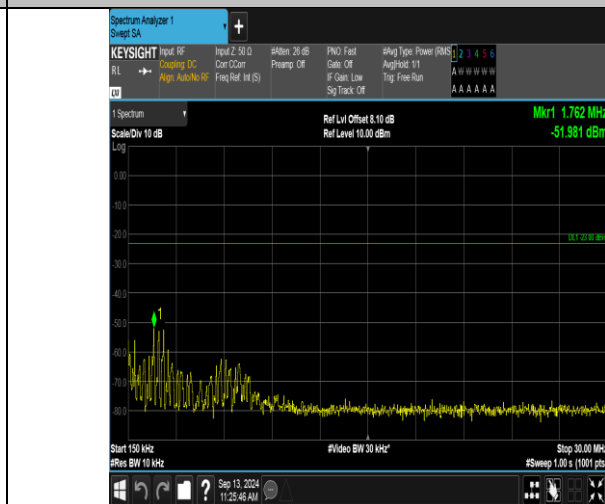 Spectrum Analyzer 1
Swept SA
+
KEYSIGHT
RL
LXI
Input: RF
Coupling: DC
Align: Auto/No RF
Input Z: 50 Ω
Corr CCorr
Freq Ref: Int (S)
#Atten: 26 dB
Preamp: Off
PNO: Fast
Gate: Off
IF Gain: Low
Sig Track: Off
#Avg Type: Power (RMS
Avg|Hold: 1/1
Trig: Free Run
1 2 3 4 5 6
A W W W W W
A A A A A A
1 Spectrum
Scale/Div 10 dB
Log
Ref Lvl Offset 8.10 dB
Ref Level 10.00 dBm
Mkr1 1.762 MHz
-51.981 dBm
0.00
-10.0
-20.0
DL1 -23.00 dBm
-30.0
-40.0
-50.0
1
-60.0
-70.0
-80.0
Start 150 kHz
#Res BW 10 kHz
#Video BW 30 kHz*
Stop 30.00 MHz
#Sweep 1.00 s (1001 pts
?
Sep 13, 2024
11:25:46 AM